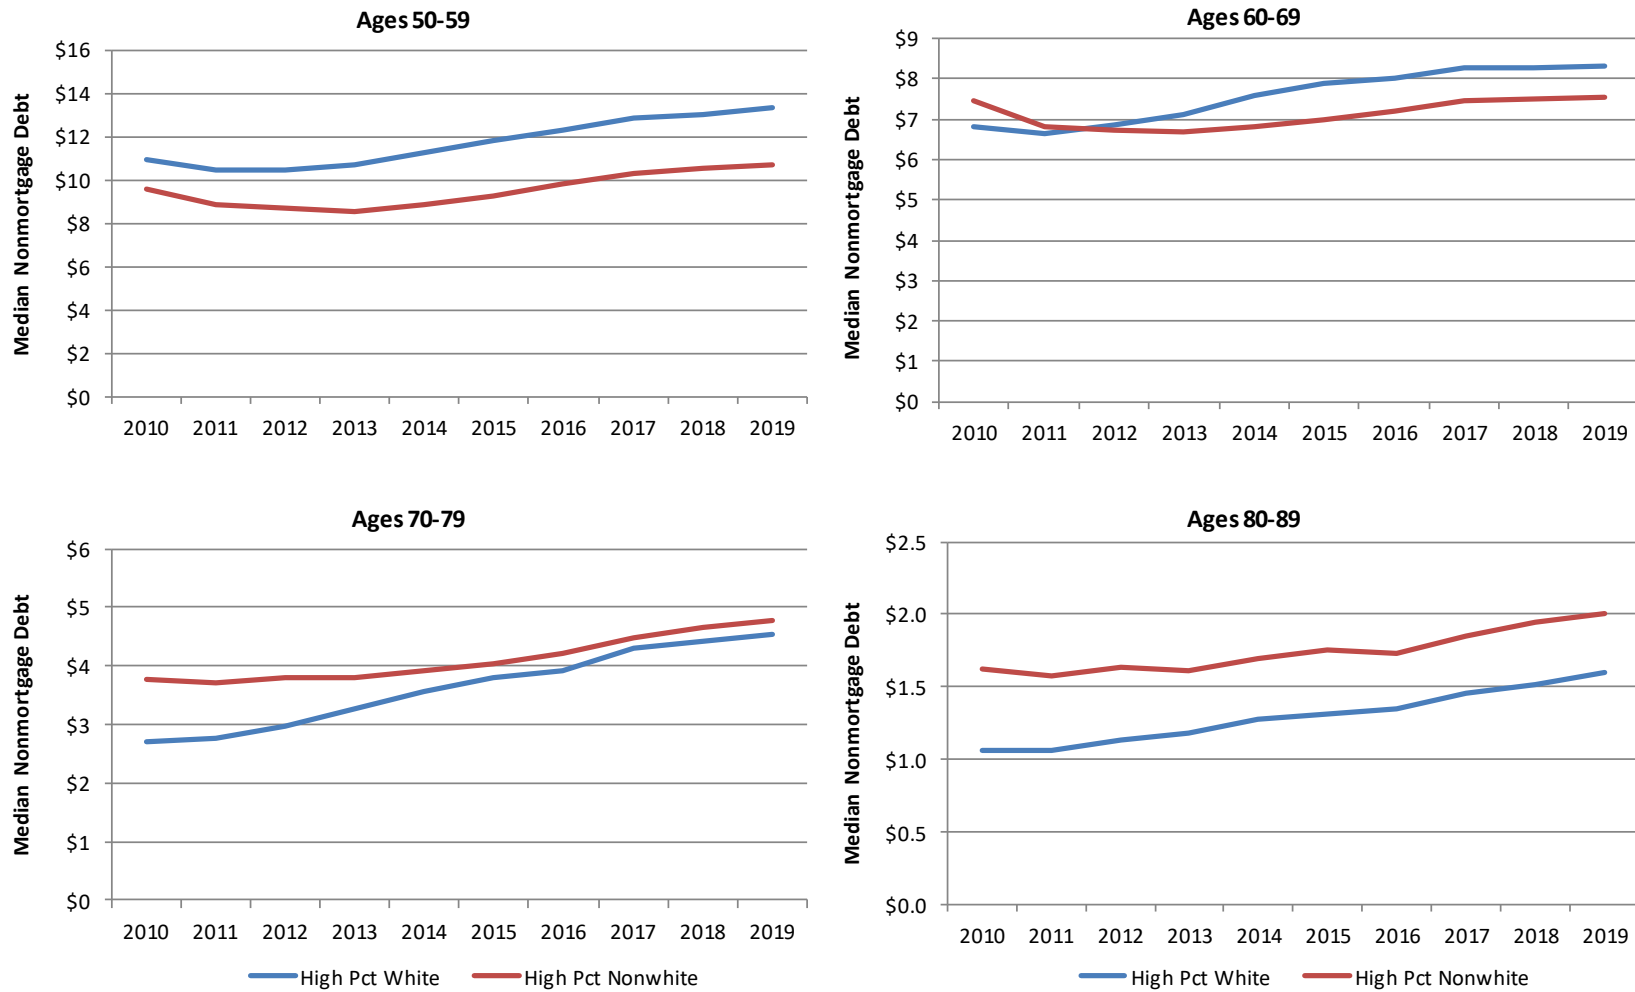 Ages 50-59
Median Nonmortgage Debt
$16
$14
$12
$10
$8
$6
$4
$2
$0
2010 2011 2012 2013 2014 2015 2016 2017 2018 2019
Ages 60-69
Median Nonmortgage Debt
$9
$8
$7
$6
$5
$4
$3
$2
$1
$0
2010 2011 2012 2013 2014 2015 2016 2017 2018 2019
Ages 70-79
Median Nonmortgage Debt
$6
$5
$4
$3
$2
$1
$0
2010 2011 2012 2013 2014 2015 2016 2017 2018 2019
High Pct White High Pct Nonwhite
Ages 80-89
Median Nonmortgage Debt
$2.5
$2.0
$1.5
$1.0
$0.5
$0.0
2010 2011 2012 2013 2014 2015 2016 2017 2018 2019
High Pct White High Pct Nonwhite